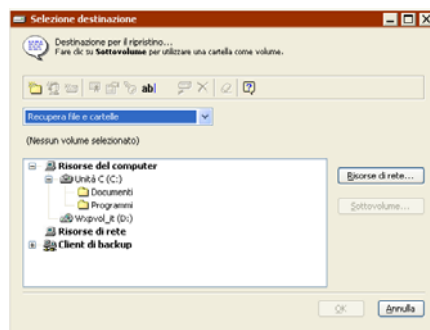 Selezione destinazione
Destinazione per il ripristino...
Fare clic su Sottovolume per utilizzare una cartella come volume.
ab
Recupera file e cartelle
(Nessun volume selezionato)
Risorse del computer
Unità C (C:)
Documenti
Programmi
Wxpvol_it (D:)
Risorse di rete
Client di backup
Risorse di rete...
Sottovolume...
OK
Annulla